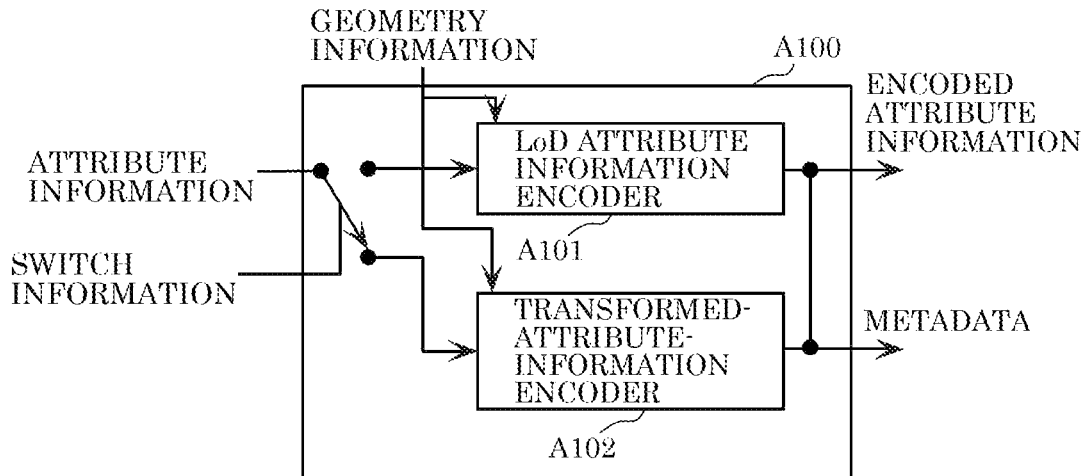 GEOMETRY
INFORMATION
A100
ENCODED
ATTRIBUTE
INFORMATION
LoD ATTRIBUTE
INFORMATION
ENCODER
ATTRIBUTE
INFORMATION
A101
SWITCH
INFORMATION
TRANSFORMED-
ATTRIBUTE-
INFORMATION
ENCODER
METADATA
A102